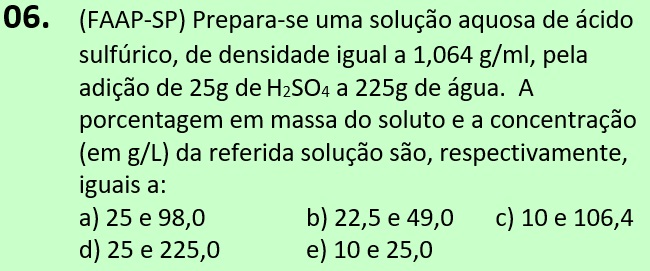 06. (FAAP-SP) Prepara-se uma solução aquosa de ácido
sulfúrico, de densidade igual a 1,064 g/ml, pela
adição de 25g de H₂SO₄ a 225g de água. A
porcentagem em massa do soluto e a concentração
(em g/L) da referida solução são, respectivamente,
iguais a:
a) 25 e 98,0 b) 22,5 e 49,0 c) 10 e 106,4
d) 25 e 225,0 e) 10 e 25,0